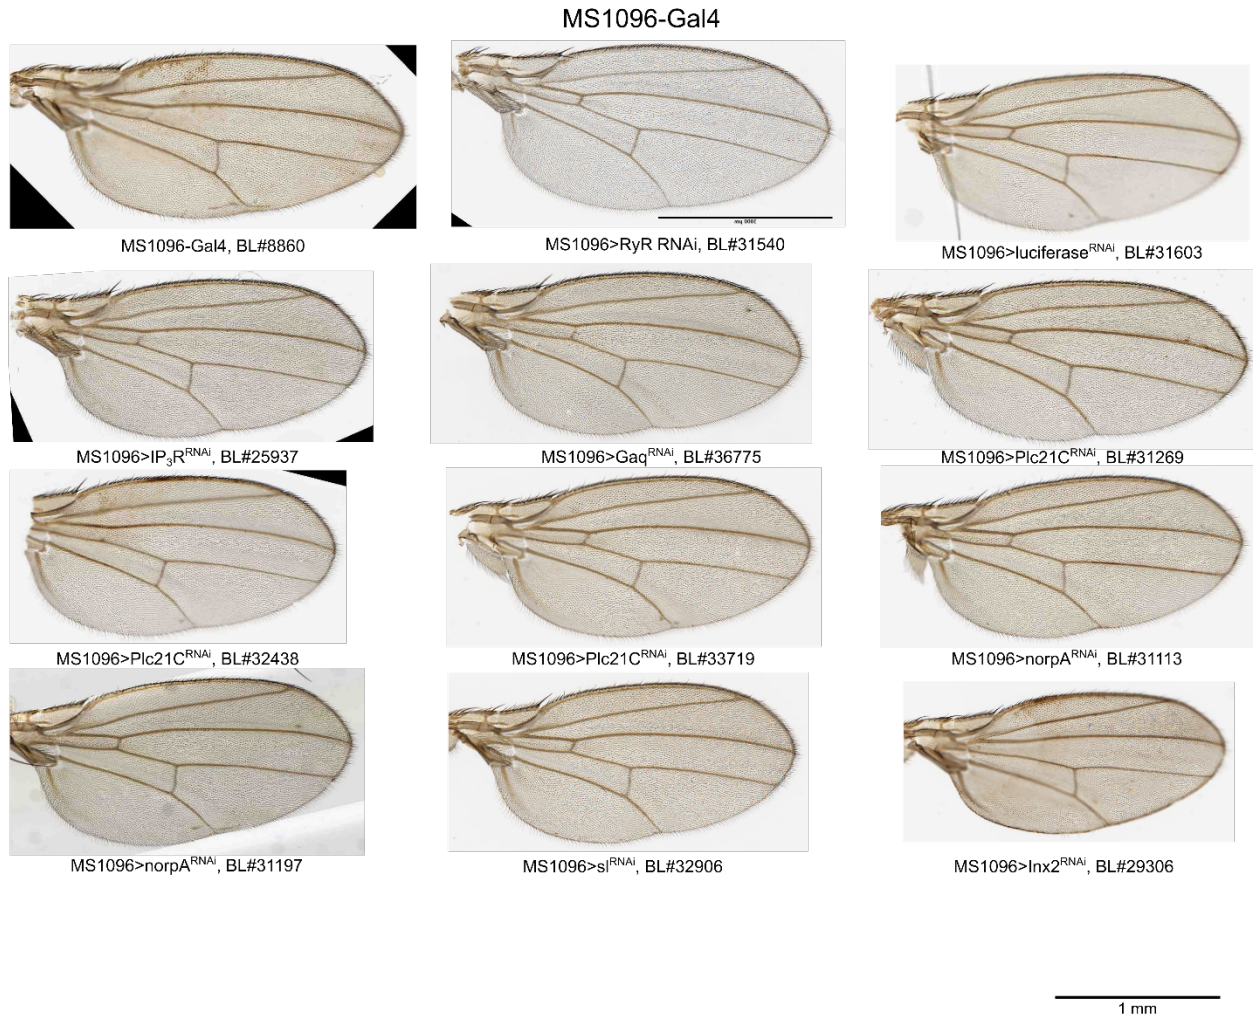 MS1096-Gal4
MS1096-Gal4, BL#8860
MS1096>RyR RNAi, BL#31540
MS1096>luciferaseRNAi, BL#31603
MS1096>IP3RRNAi, BL#25937
MS1096>GaqRNAi, BL#36775
MS1096>Plc21CRNAi, BL#31269
MS1096>Plc21CRNAi, BL#32438
MS1096>Plc21CRNAi, BL#33719
MS1096>norpARNAi, BL#31113
MS1096>norpARNAi, BL#31197
MS1096>slRNAi, BL#32906
MS1096>Inx2RNAi, BL#29306
1 mm